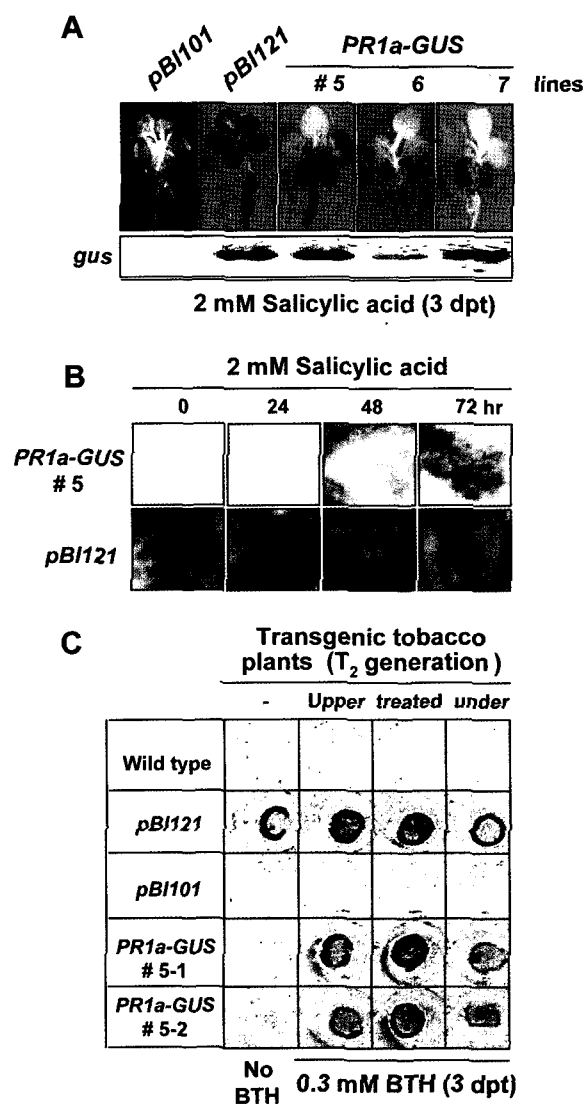 A
pBI101
pBI121
PR1a-GUS
# 5
6
7
lines
gus
2 mM Salicylic acid (3 dpt)
B
2 mM Salicylic acid
0
24
48
72 hr
PR1a-GUS
# 5
pBI121
C
Transgenic tobacco
plants (T2 generation )
-
Upper
treated
under
Wild type
pBI121
pBI101
PR1a-GUS
# 5-1
PR1a-GUS
# 5-2
No
BTH
0.3 mM BTH (3 dpt)